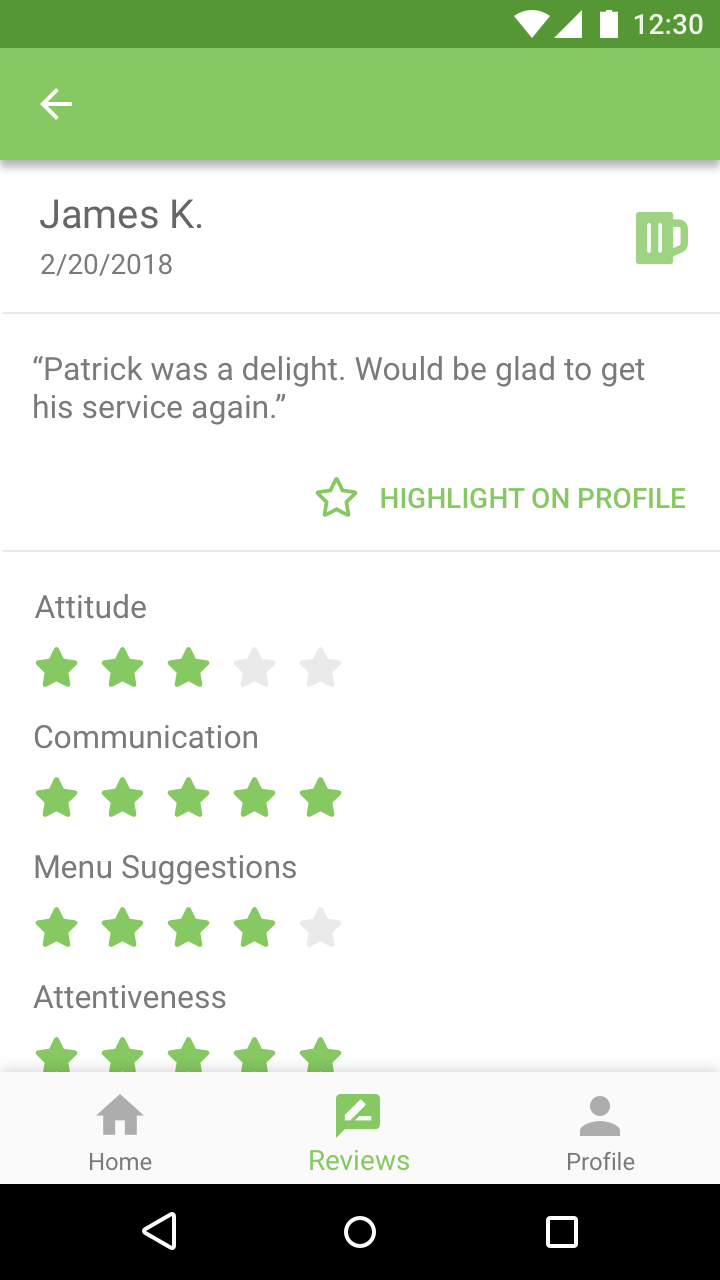 12:30
James K.
2/20/2018
“Patrick was a delight. Would be glad to get
his service again.”
HIGHLIGHT ON PROFILE
Attitude
Communication
Menu Suggestions
Attentiveness
Home
Reviews
Profile